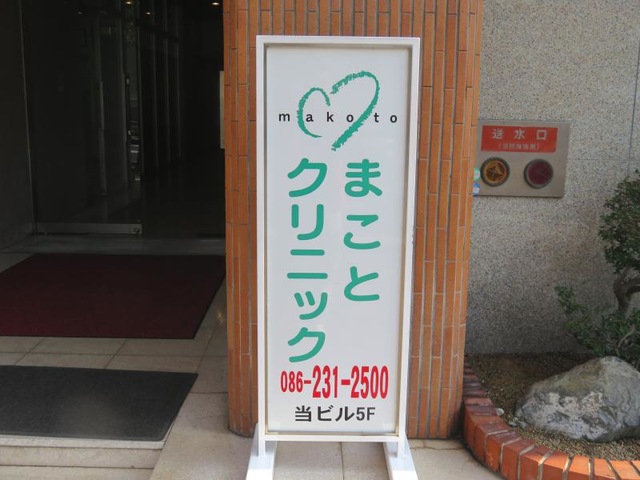 makoto
まこと
クリニック
086-231-2500
当ビル5F
送水口